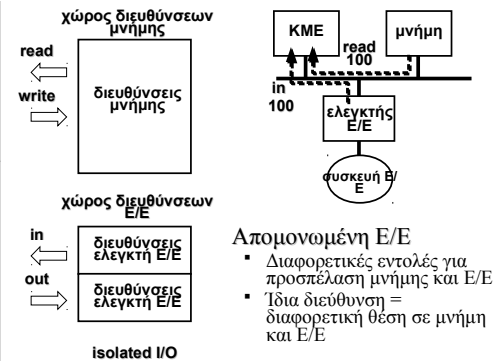 χώρος διευθύνσεων
μνήμης
read
write
διευθύνσεις
μνήμης
χώρος διευθύνσεων
Ε/Ε
in
out
διευθύνσεις
ελεγκτή Ε/Ε
διευθύνσεις
ελεγκτή Ε/Ε
isolated I/O
ΚΜΕ
μνήμη
read
100
in
100
ελεγκτής
Ε/Ε
συσκευή Ε/
Ε
Απομονωμένη Ε/Ε
▪ Διαφορετικές εντολές για
προσπέλαση μνήμης και Ε/Ε
▪ Ίδια διεύθυνση =
διαφορετική θέση σε μνήμη
και Ε/Ε